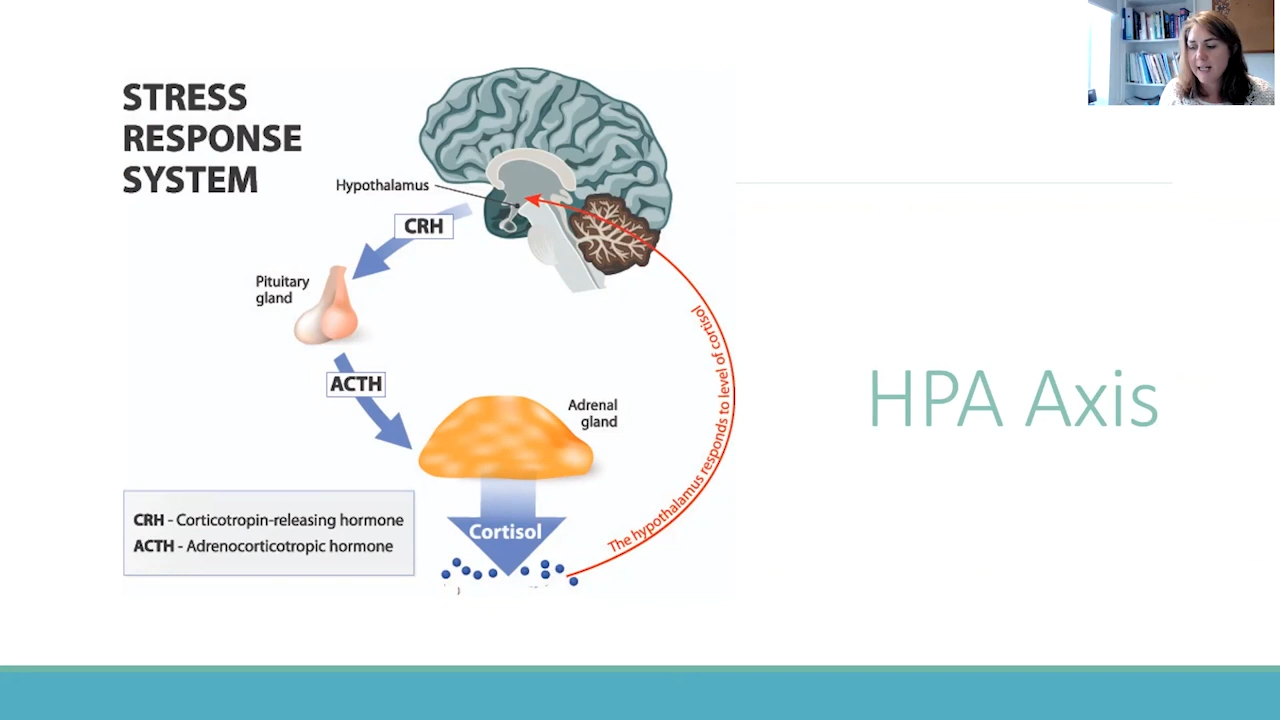 STRESS
RESPONSE
SYSTEM
Hypothalamus
CRH
Pituitary
gland
ACTH
Adrenal
gland
Cortisol
The hypothalamus responds to level of cortisol
CRH - Corticotropin-releasing hormone
ACTH - Adrenocorticotropic hormone
HPA Axis